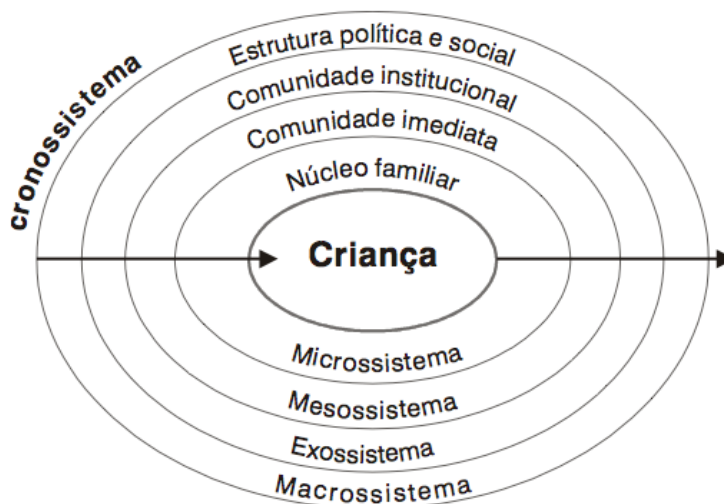 cronossistema
Estrutura política e social
Comunidade institucional
Comunidade imediata
Núcleo familiar
Criança
Microssistema
Mesossistema
Exossistema
Macrossistema